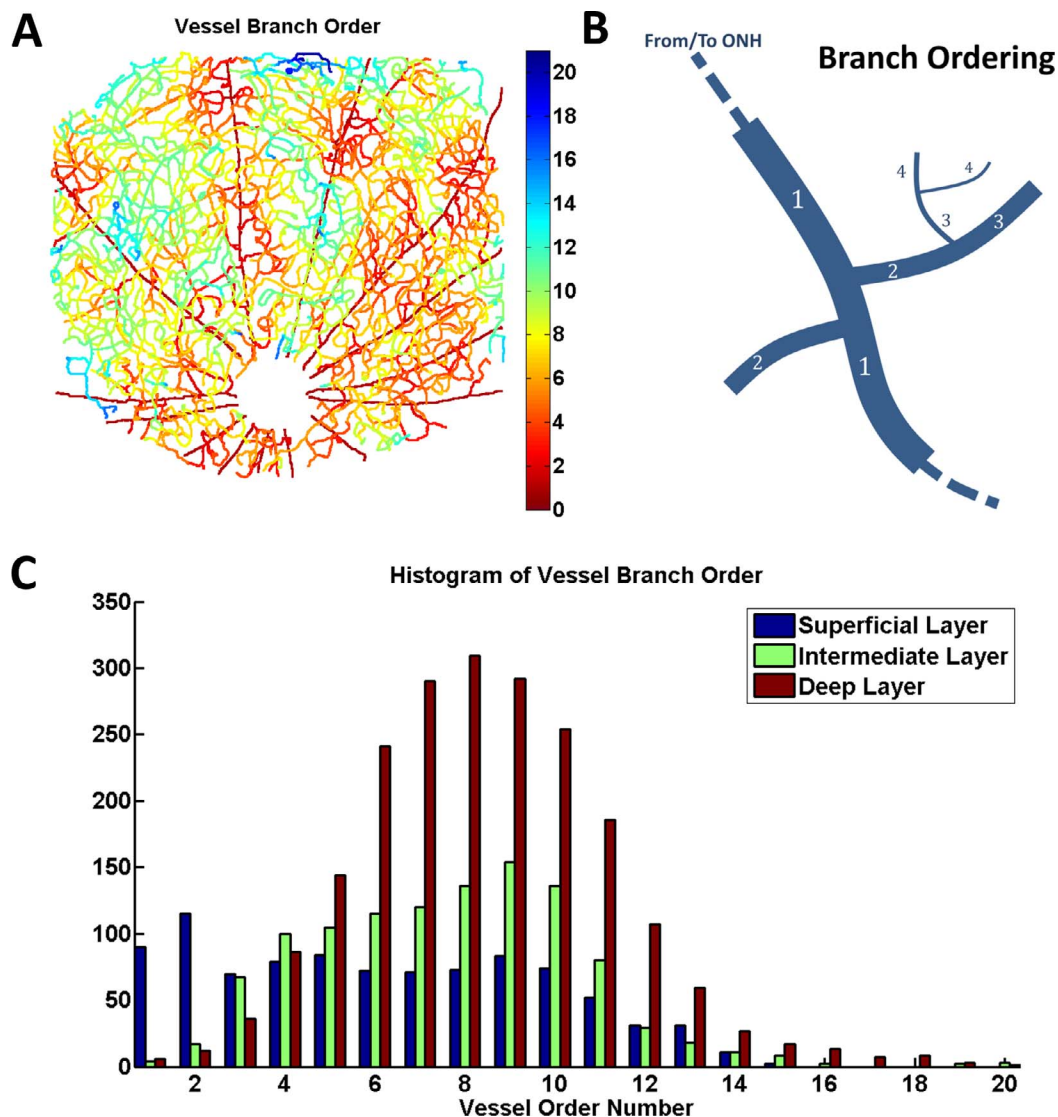 A
Vessel Branch Order
20
18
16
14
12
10
8
6
4
2
0
B
From/To ONH
Branch Ordering
1
4
4
3
3
2
2
1
C
Histogram of Vessel Branch Order
350
300
250
200
150
100
50
0
Superficial Layer
Intermediate Layer
Deep Layer
2 4 6 8 10 12 14 16 18 20
Vessel Order Number